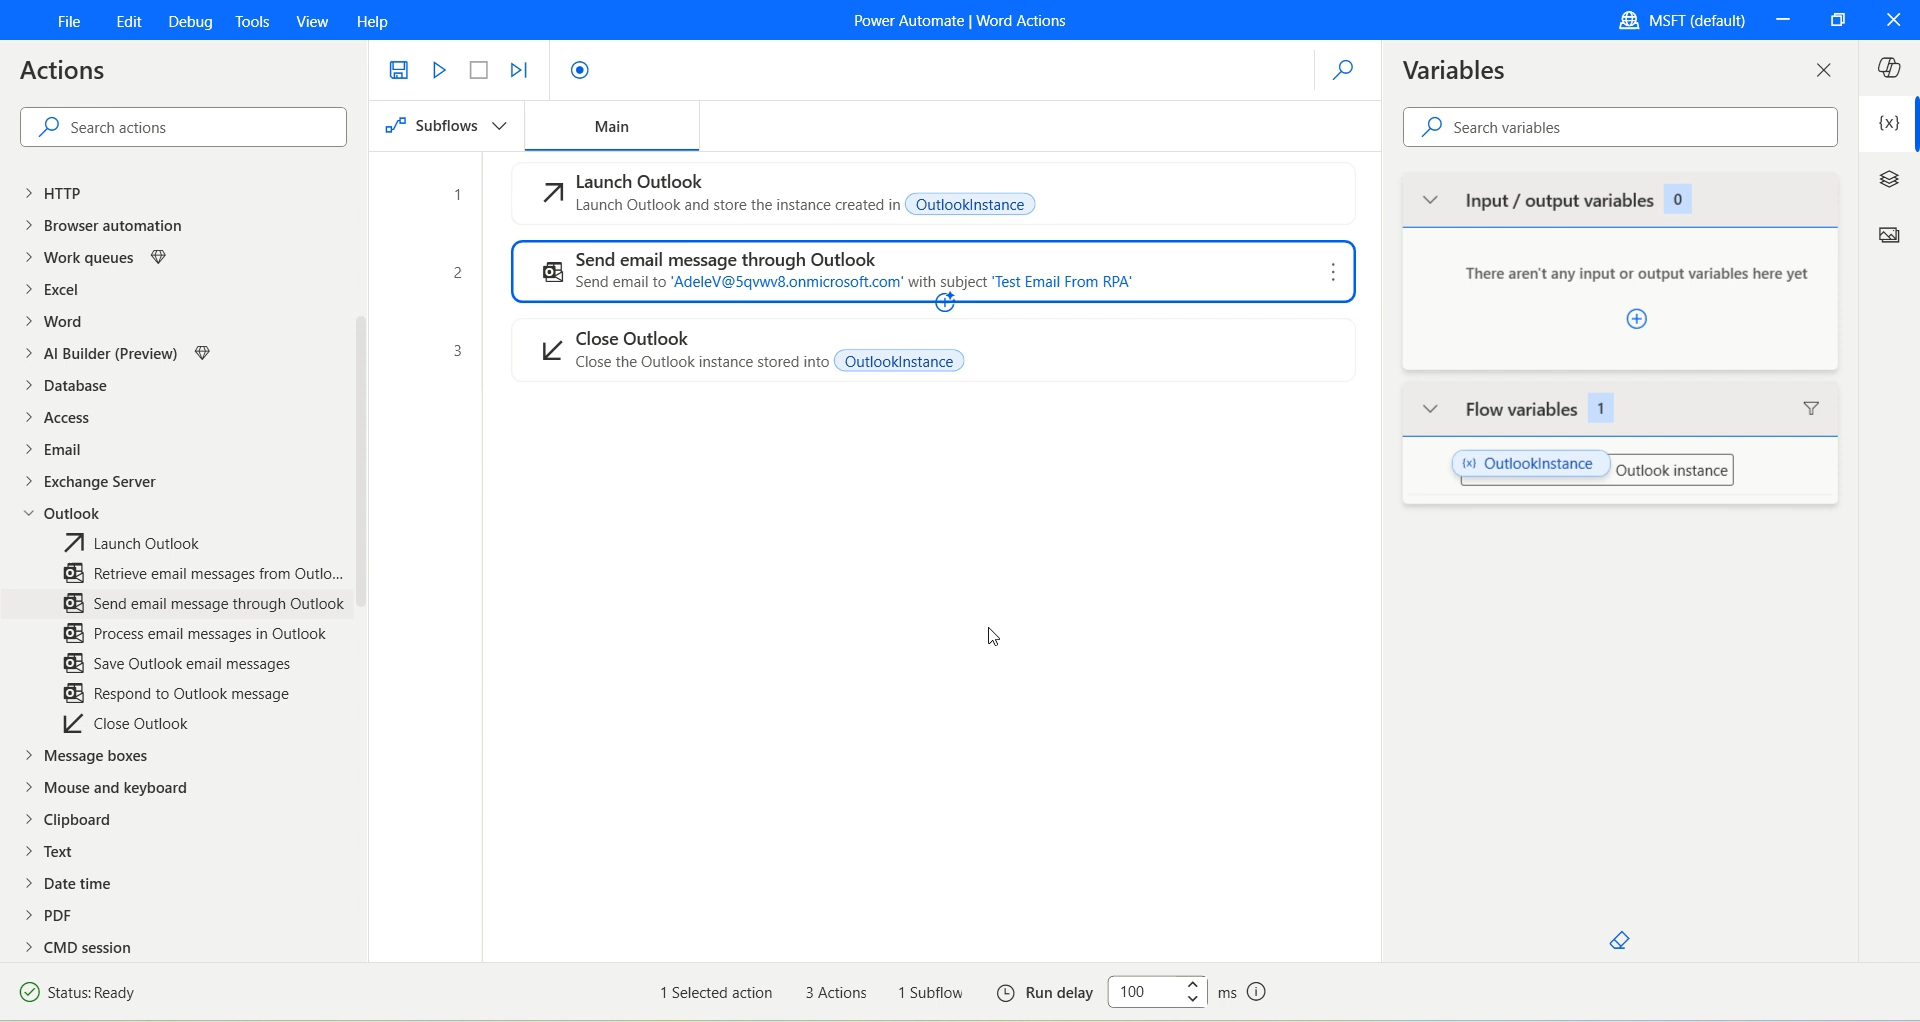 File Edit Debug Tools View Help
Power Automate | Word Actions
MSFT (default)
Actions
Search actions
HTTP
Browser automation
Work queues
Excel
Word
AI Builder (Preview)
Database
Access
Email
Exchange Server
Outlook
Launch Outlook
Retrieve email messages from Outlo...
Send email message through Outlook
Process email messages in Outlook
Save Outlook email messages
Respond to Outlook message
Close Outlook
Message boxes
Mouse and keyboard
Clipboard
Text
Date time
PDF
CMD session
Subflows
Main
1
Launch Outlook
Launch Outlook and store the instance created in OutlookInstance
2
Send email message through Outlook
Send email to 'AdeleV@5qvwv8.onmicrosoft.com' with subject 'Test Email From RPA'
3
Close Outlook
Close the Outlook instance stored into OutlookInstance
Variables
Search variables
{x}
Input / output variables 0
There aren't any input or output variables here yet
Flow variables 1
(x) OutlookInstance Outlook instance
Status: Ready
1 Selected action 3 Actions 1 Subflow Run delay 100 ms